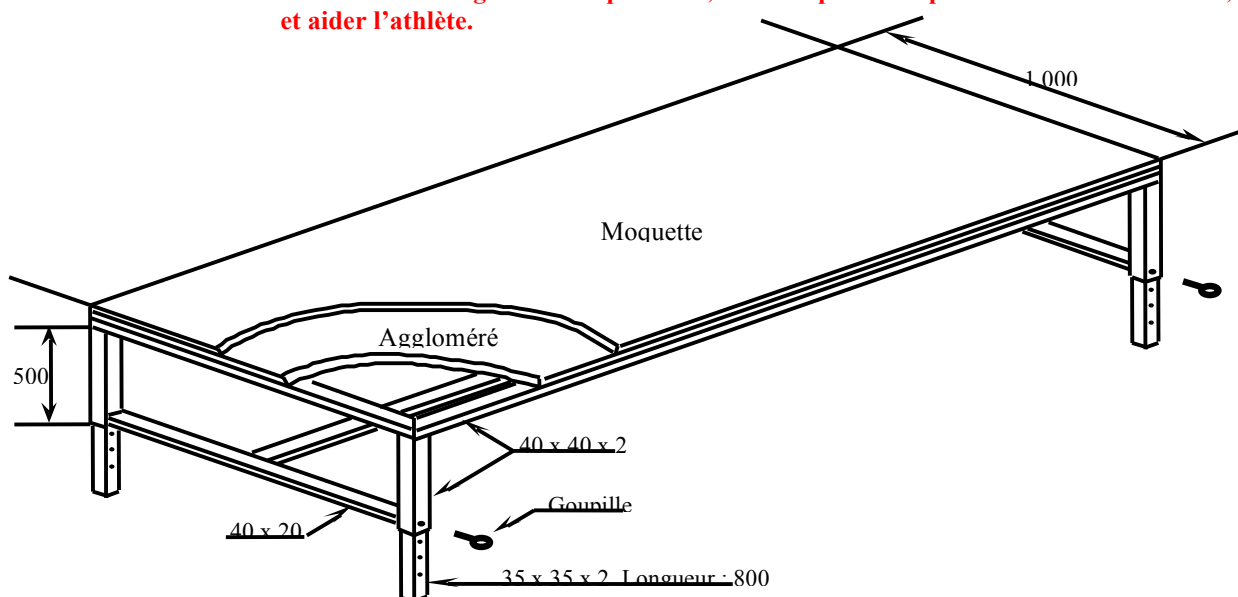 et aider l’athlète.
1 000
Moquette
Aggloméré
500
40 x 40 x 2
Goupille
40 x 20
35 x 35 x 2 Longueur : 800